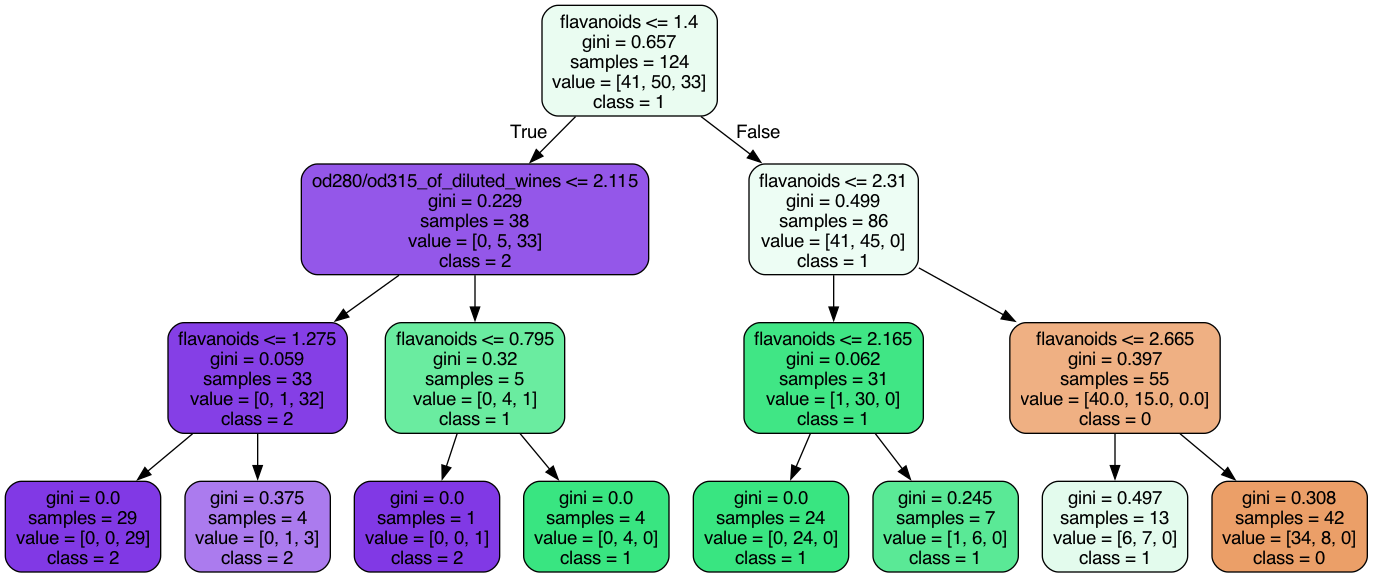 flavanoids <= 1.4
gini = 0.657
samples = 124
value = [41, 50, 33]
class = 1
True
False
od280/od315_of_diluted_wines <= 2.115
gini = 0.229
samples = 38
value = [0, 5, 33]
class = 2
flavanoids <= 2.31
gini = 0.499
samples = 86
value = [41, 45, 0]
class = 1
flavanoids <= 1.275
gini = 0.059
samples = 33
value = [0, 1, 32]
class = 2
flavanoids <= 0.795
gini = 0.32
samples = 5
value = [0, 4, 1]
class = 1
flavanoids <= 2.165
gini = 0.062
samples = 31
value = [1, 30, 0]
class = 1
flavanoids <= 2.665
gini = 0.397
samples = 55
value = [40.0, 15.0, 0.0]
class = 0
gini = 0.0
samples = 29
value = [0, 0, 29]
class = 2
gini = 0.375
samples = 4
value = [0, 1, 3]
class = 2
gini = 0.0
samples = 1
value = [0, 0, 1]
class = 2
gini = 0.0
samples = 4
value = [0, 4, 0]
class = 1
gini = 0.0
samples = 24
value = [0, 24, 0]
class = 1
gini = 0.245
samples = 7
value = [1, 6, 0]
class = 1
gini = 0.497
samples = 13
value = [6, 7, 0]
class = 1
gini = 0.308
samples = 42
value = [34, 8, 0]
class = 0